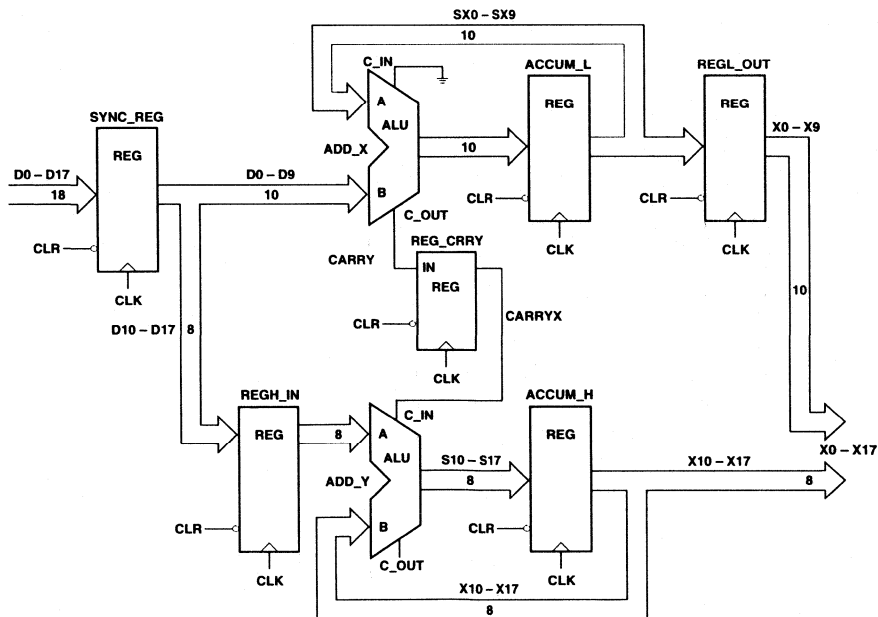 SX0 – SX9
10
C_IN
ACCUM_L
REGL_OUT
A
REG
REG
X0 – X9
SYNC_REG
ALU
REG
ADD_X
10
D0 – D17
D0 – D9
18
10
B
CLR
CLR
C_OUT
CLR
REG_CRRY
CARRY
IN
CLK
CLK
REG
CLK
10
D10 – D17
8
CLR
CARRYX
CLK
REGH_IN
ACCUM_H
C_IN
REG
8
A
REG
ALU
S10 – S17
X10 – X17
X0 – X17
ADD_Y
8
8
CLR
B
CLR
C_OUT
CLK
CLK
X10 – X17
8